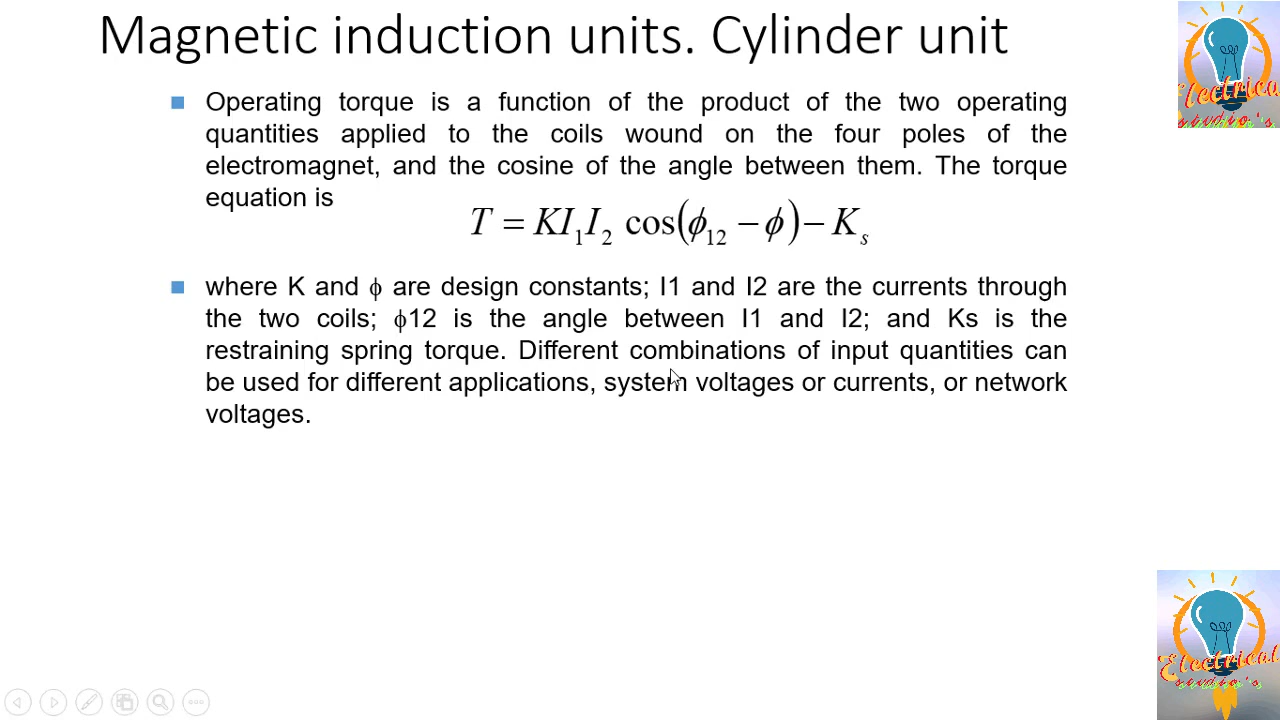 Magnetic induction units. Cylinder unit
Operating torque is a function of the product of the two operating
quantities applied to the coils wound on the four poles of the
electromagnet, and the cosine of the angle between them. The torque
equation is
T = KI₁I₂ cos(ϕ₁₂ − ϕ) − Kₛ
where K and ϕ are design constants; I1 and I2 are the currents through
the two coils; ϕ12 is the angle between I1 and I2; and Ks is the
restraining spring torque. Different combinations of input quantities can
be used for different applications, system voltages or currents, or network
voltages.
Electrical
studio's
Electrical
studio's